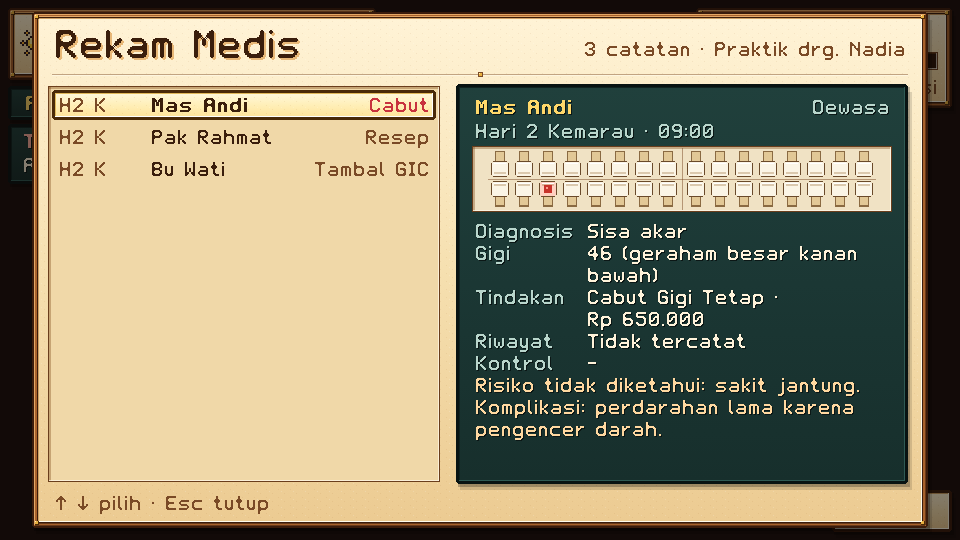 Rekam Medis
3 catatan · Praktik drg. Nadia
H2 K Mas Andi Cabut
H2 K Pak Rahmat Resep
H2 K Bu Wati Tambal GIC
Mas Andi Dewasa
Hari 2 Kemarau · 09:00
Diagnosis Sisa akar
Gigi 46 (geraham besar kanan
bawah)
Tindakan Cabut Gigi Tetap ·
Rp 650.000
Riwayat Tidak tercatat
Kontrol -
Risiko tidak diketahui: sakit jantung.
Komplikasi: perdarahan lama karena
pengencer darah.
↑ ↓ pilih · Esc tutup